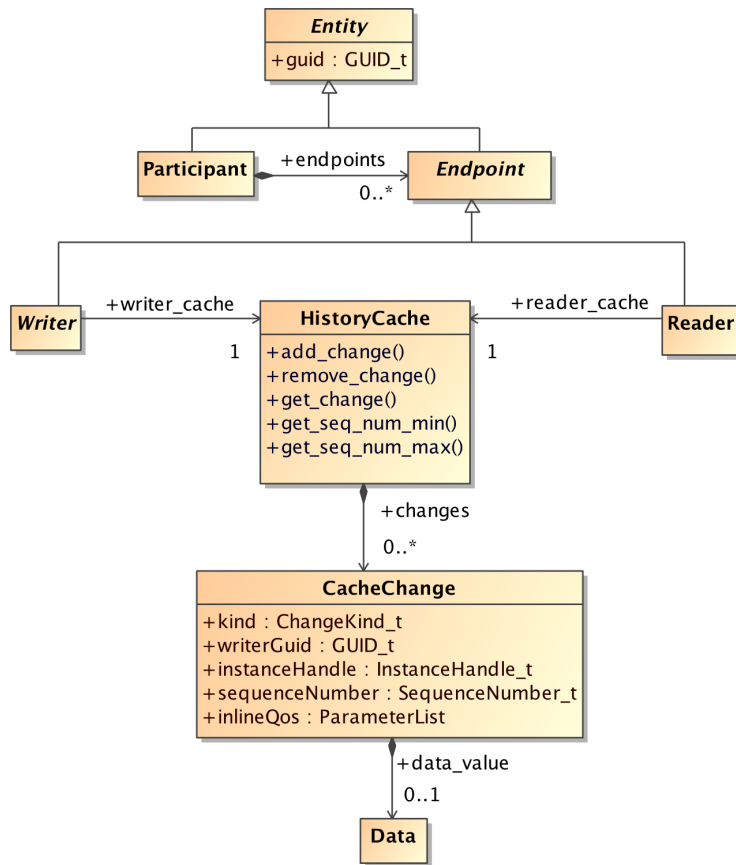 Entity
+guid : GUID_t
Participant
+endpoints
0..*
Endpoint
Writer
+writer_cache
1
HistoryCache
+add_change()
+remove_change()
+get_change()
+get_seq_num_min()
+get_seq_num_max()
+reader_cache
1
Reader
+changes
0..*
CacheChange
+kind : ChangeKind_t
+writerGuid : GUID_t
+instanceHandle : InstanceHandle_t
+sequenceNumber : SequenceNumber_t
+inlineQos : ParameterList
+data_value
0..1
Data